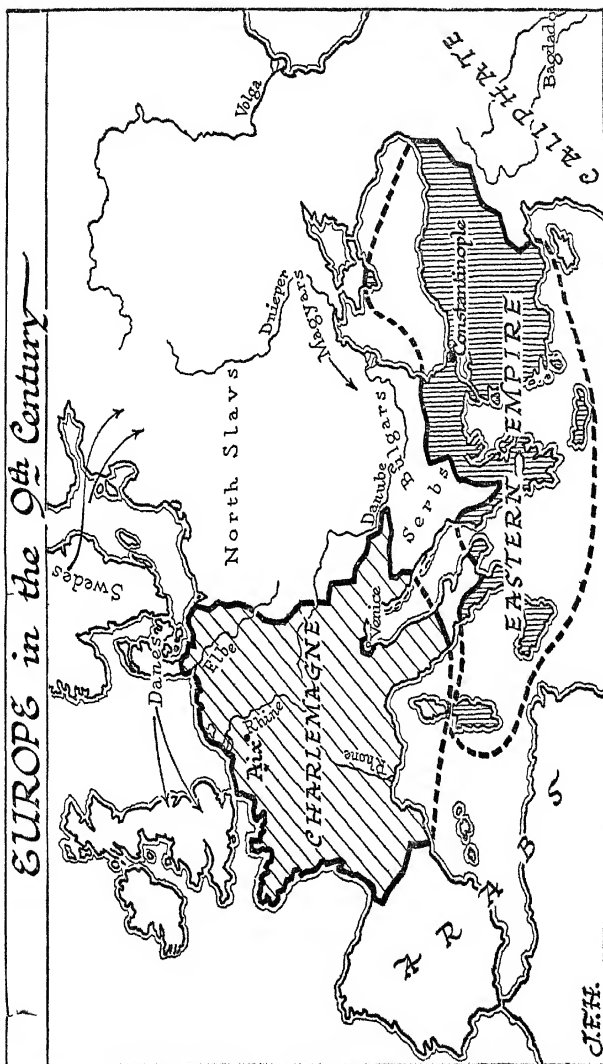 EUROPE in the 9th Century
Swedes
Danes
North Slavs
Volga
Dnieper
Magyars
Elbe
Rhine
Aix
CHARLEMAGNE
Rhone
Venice
Danube
Bulgars
Serbs
Constantinople
EASTERN EMPIRE
CALIPHATE
Bagdad
ARABS
J.F.H.